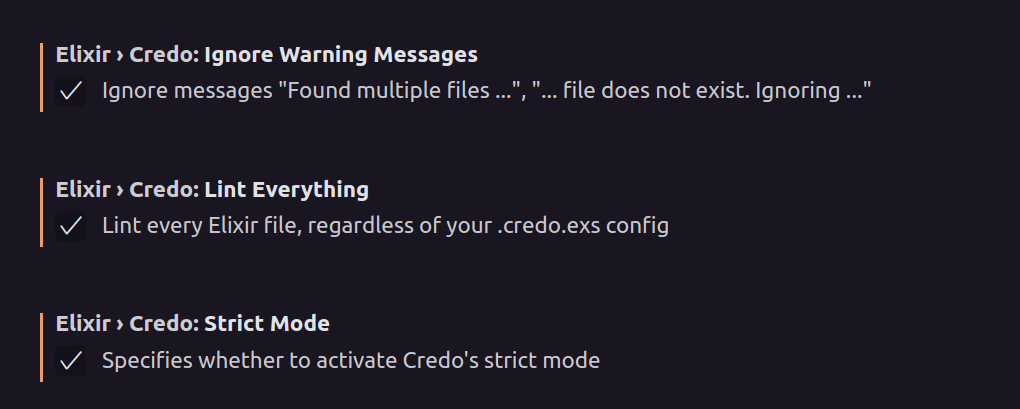 Elixir › Credo: Ignore Warning Messages
Ignore messages "Found multiple files ...", "... file does not exist. Ignoring ..."
Elixir › Credo: Lint Everything
Lint every Elixir file, regardless of your .credo.exs config
Elixir › Credo: Strict Mode
Specifies whether to activate Credo's strict mode